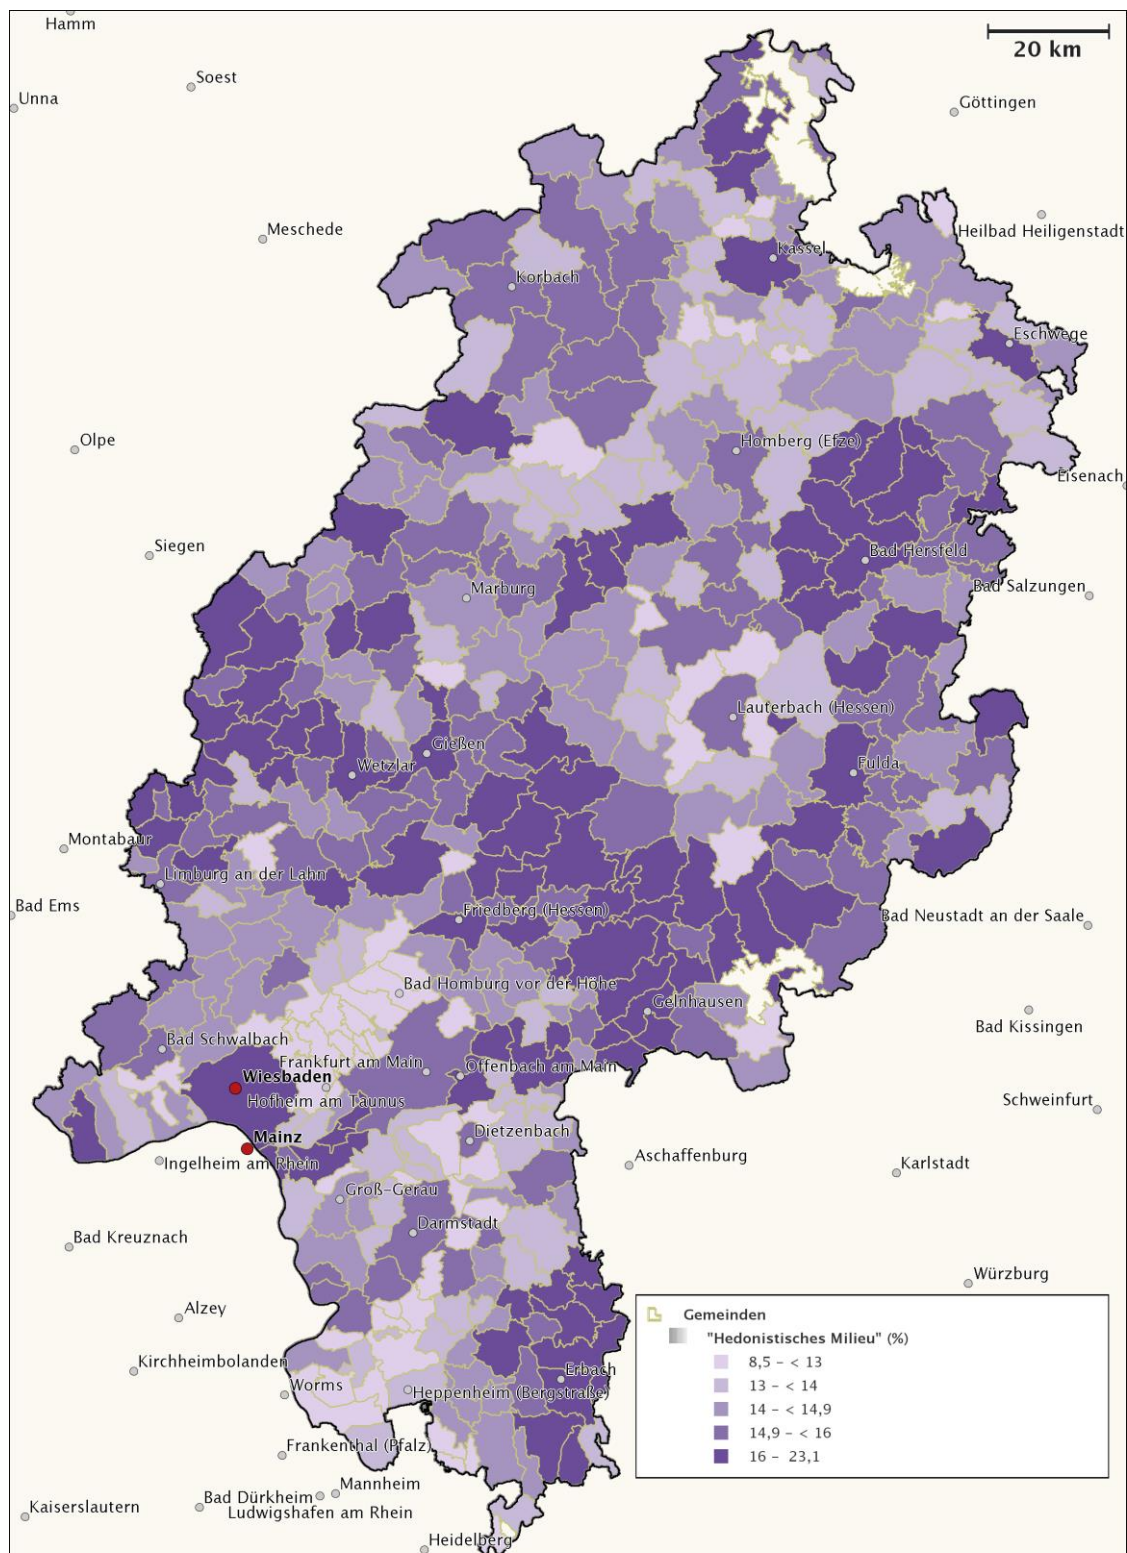 Hamm
20 km
Soest
Unna
Göttingen
Meschede
Heilbad Heiligenstadt
Kassel
Korbach
Eschwege
Olpe
Homberg (Efze)
Eisenach
Siegen
Bad Hersfeld
Marburg
Bad Salzungen
Lauterbach (Hessen)
Gießen
Wetzlar
Fulda
Montabaur
Limburg an der Lahn
Bad Ems
Friedberg (Hessen)
Bad Neustadt an der Saale
Bad Homburg vor der Höhe
Gelnhausen
Bad Kissingen
Bad Schwalbach
Frankfurt am Main
Offenbach am Main
Wiesbaden
Hofheim am Taunus
Schweinfurt
Mainz
Dietzenbach
Ingelheim am Rhein
Aschaffenburg
Karlstadt
Groß-Gerau
Darmstadt
Bad Kreuznach
Würzburg
Alzey
Kirchheimbolanden
Erbach
Worms
Heppenheim (Bergstraße)
Frankenthal (Pfalz)
Mannheim
Bad Dürkheim
Kaiserslautern
Ludwigshafen am Rhein
Heidelberg
Gemeinden
"Hedonistisches Milieu" (%)
8,5 - < 13
13 - < 14
14 - < 14,9
14,9 - < 16
16 - 23,1